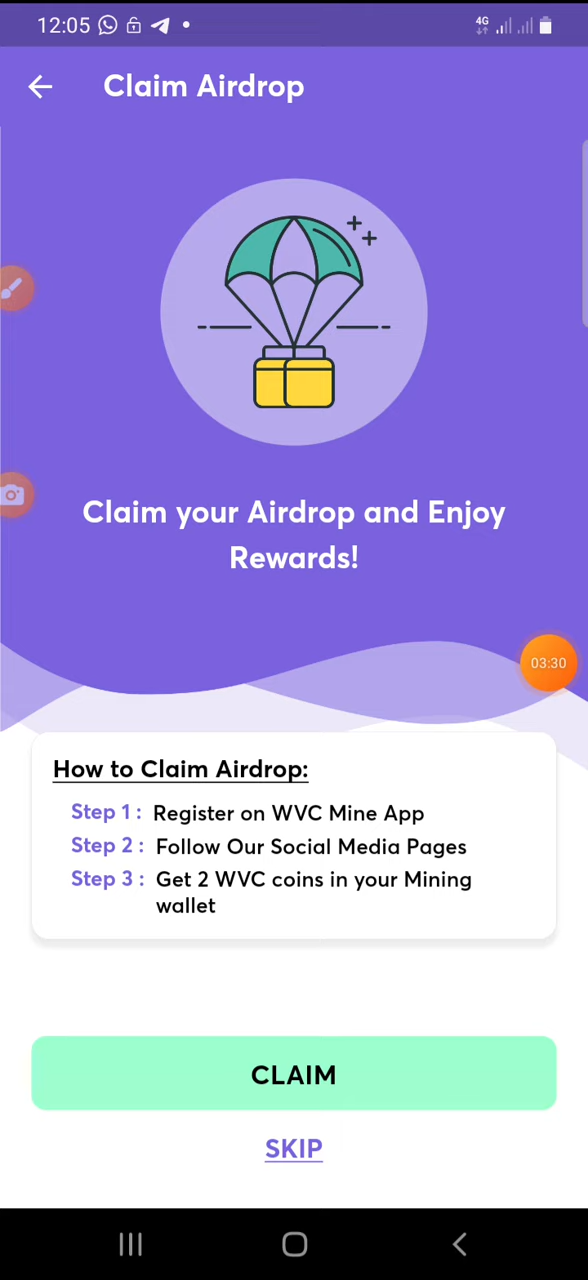 12:05
4G
Claim Airdrop
Claim your Airdrop and Enjoy
Rewards!
03:30
How to Claim Airdrop:
Step 1 : Register on WVC Mine App
Step 2 : Follow Our Social Media Pages
Step 3 : Get 2 WVC coins in your Mining
wallet
CLAIM
SKIP